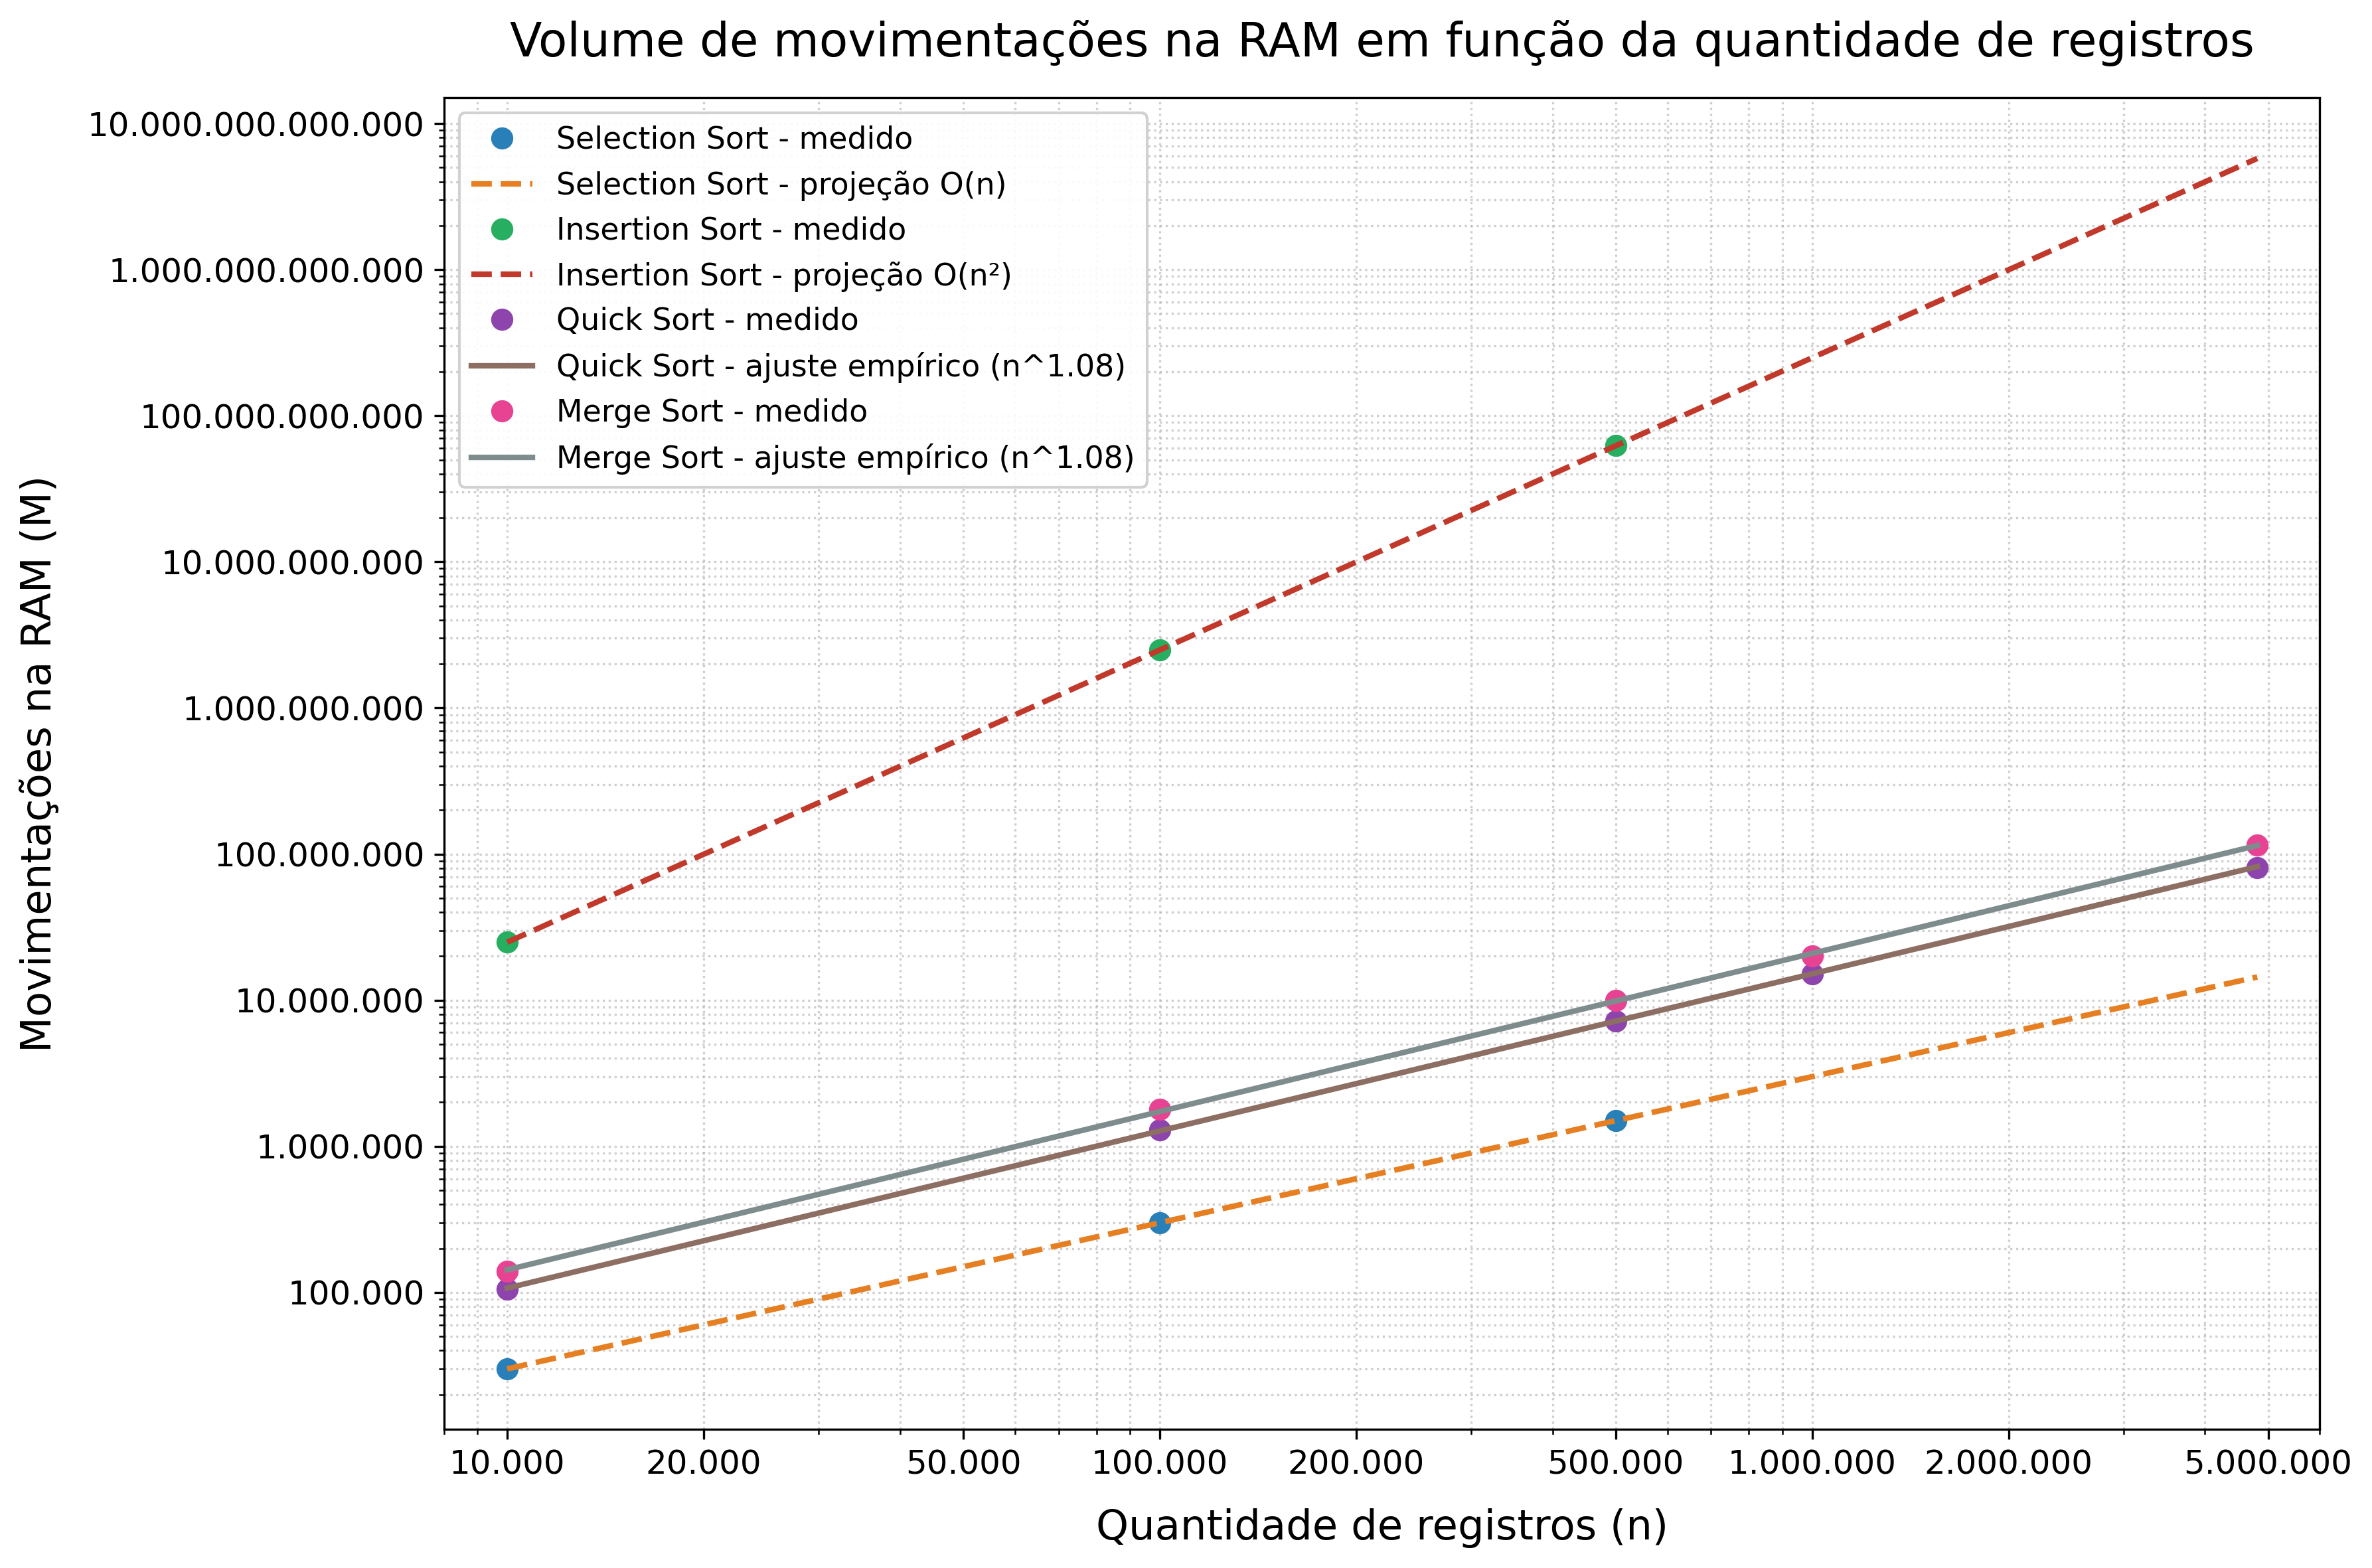 Volume de movimentações na RAM em função da quantidade de registros
10.000.000.000.000
1.000.000.000.000
100.000.000.000
10.000.000.000
1.000.000.000
100.000.000
10.000.000
1.000.000
100.000
Movimentações na RAM (M)
Selection Sort - medido
Selection Sort - projeção O(n)
Insertion Sort - medido
Insertion Sort - projeção O(n²)
Quick Sort - medido
Quick Sort - ajuste empírico (n^1.08)
Merge Sort - medido
Merge Sort - ajuste empírico (n^1.08)
10.000 20.000 50.000 100.000 200.000 500.000 1.000.000 2.000.000 5.000.000
Quantidade de registros (n)